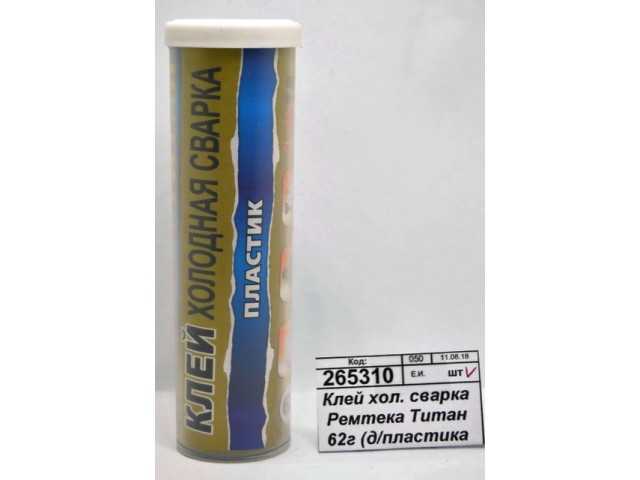 КЛЕЙ ХОЛОДНАЯ СВАРКА
ПЛАСТИК
Код: 050 11.08.18
265310 Е.И. шт
Клей хол. сварка
Ремтека Титан
62г (д/пластика